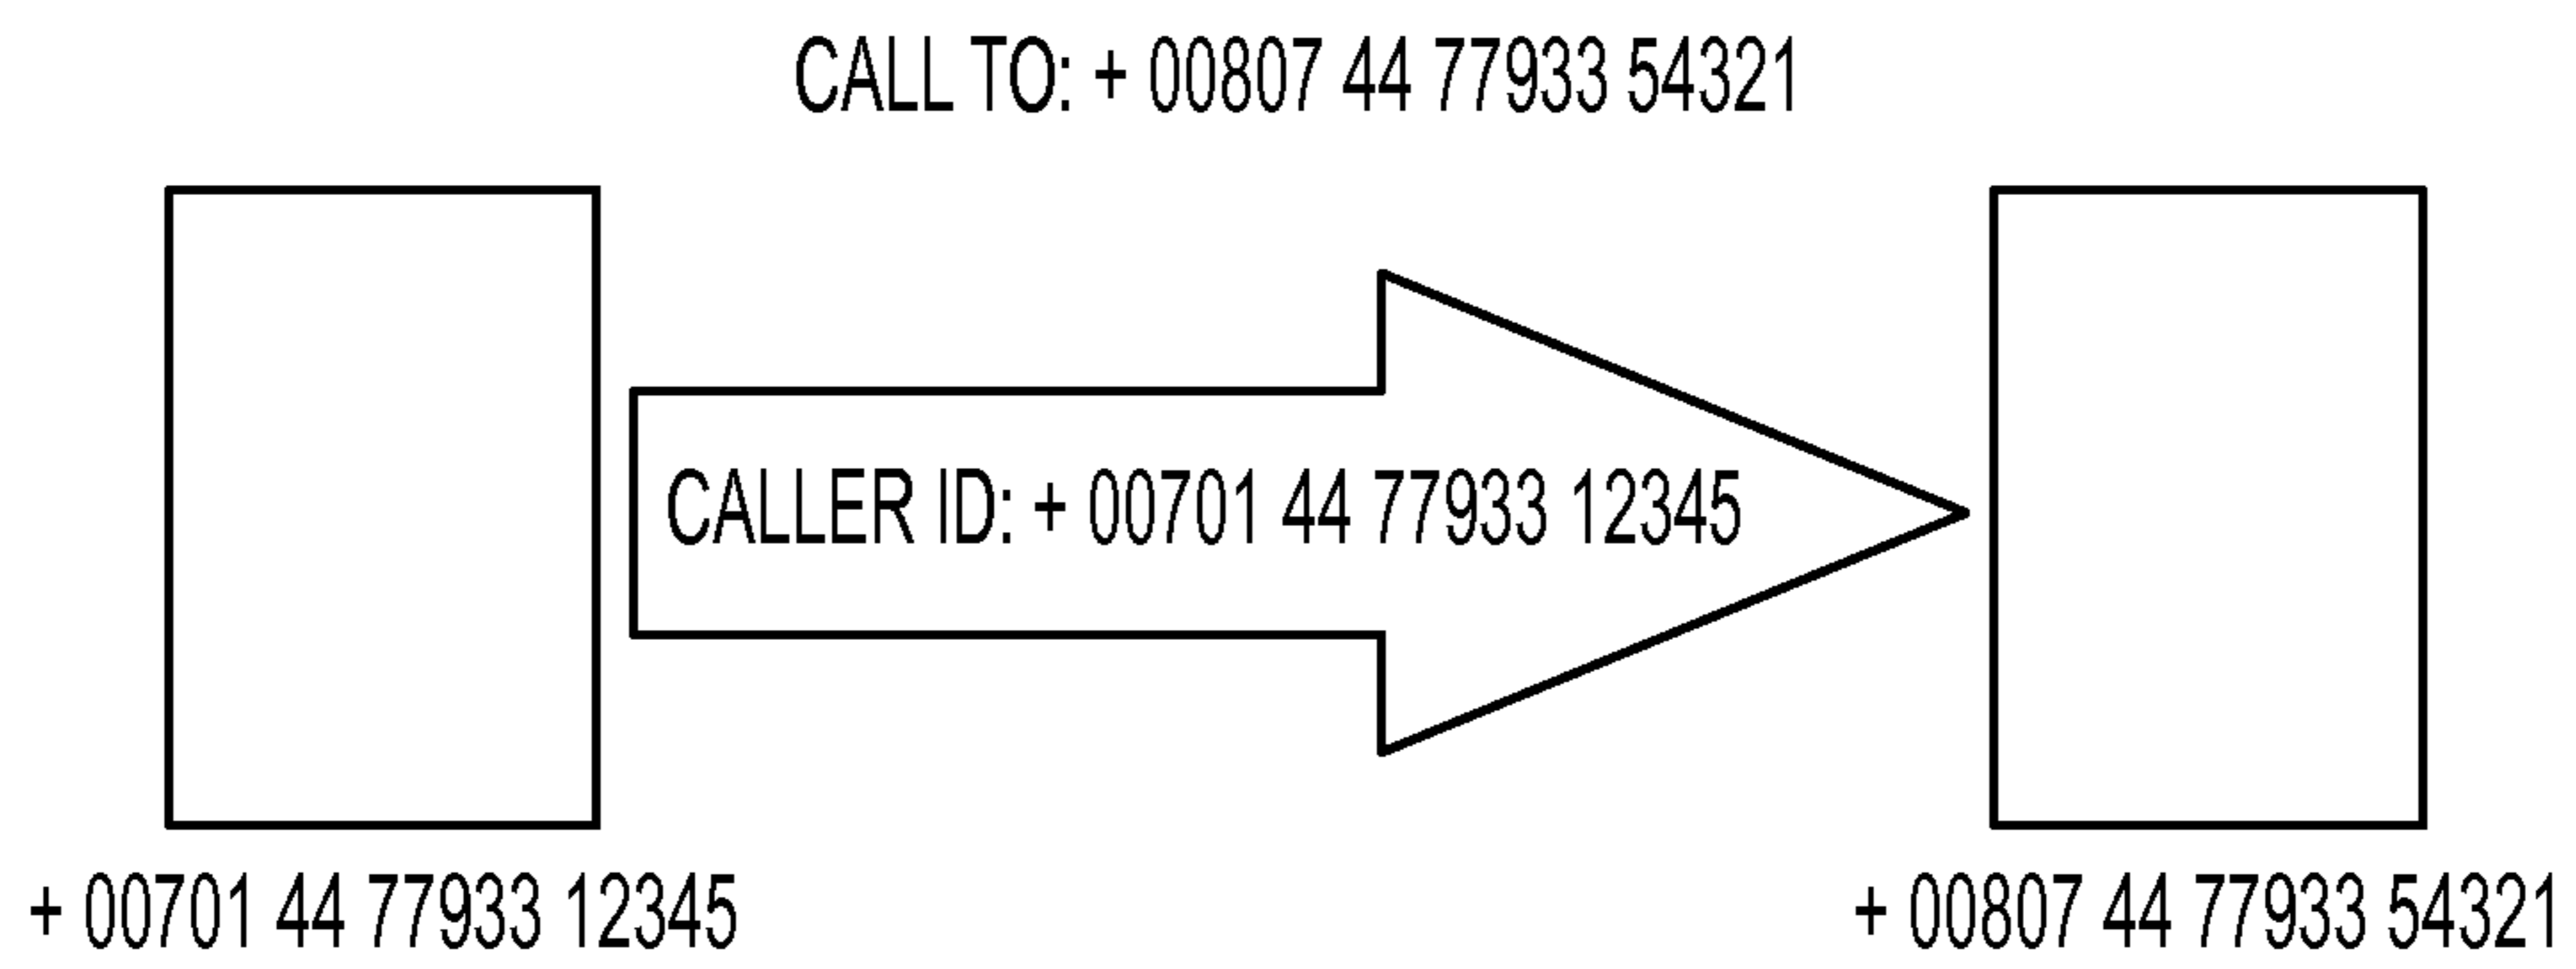 CALL TO: + 00807 44 77933 54321
CALLER ID: + 00701 44 77933 12345
+ 00701 44 77933 12345
+ 00807 44 77933 54321